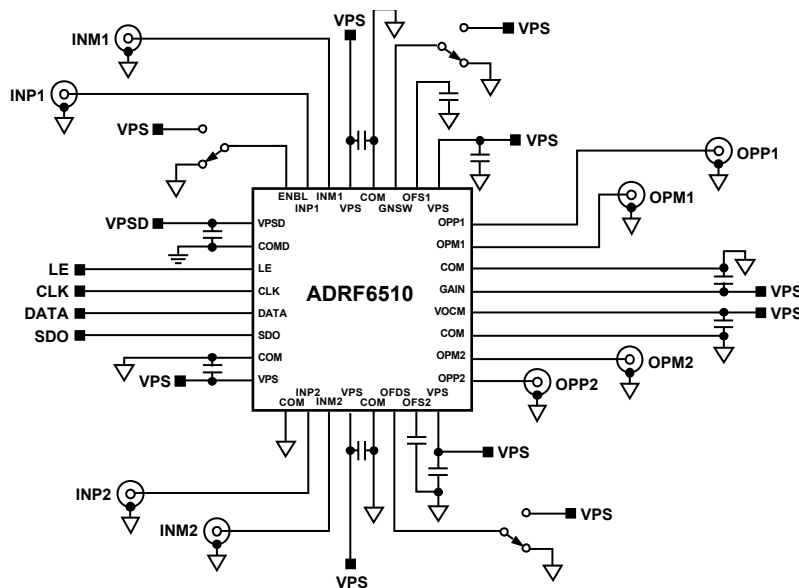 INM1
VPS
VPS
INP1
VPS
VPS
OPP1
OPM1
ENBL
INP1
INM1
VPS
COM
GNSW
OFS1
VPS
VPSD
VPSD
COMD
LE
LE
CLK
CLK
DATA
DATA
SDO
SDO
COM
VPS
VPS
ADRF6510
OPP1
OPM1
COM
GAIN
VPS
VOCM
VPS
COM
OPM2
OPM2
OPP2
OPP2
COM
INP2
INM2
VPS
COM
OFDS
OFS2
VPS
VPS
INP2
INM2
VPS
VPS